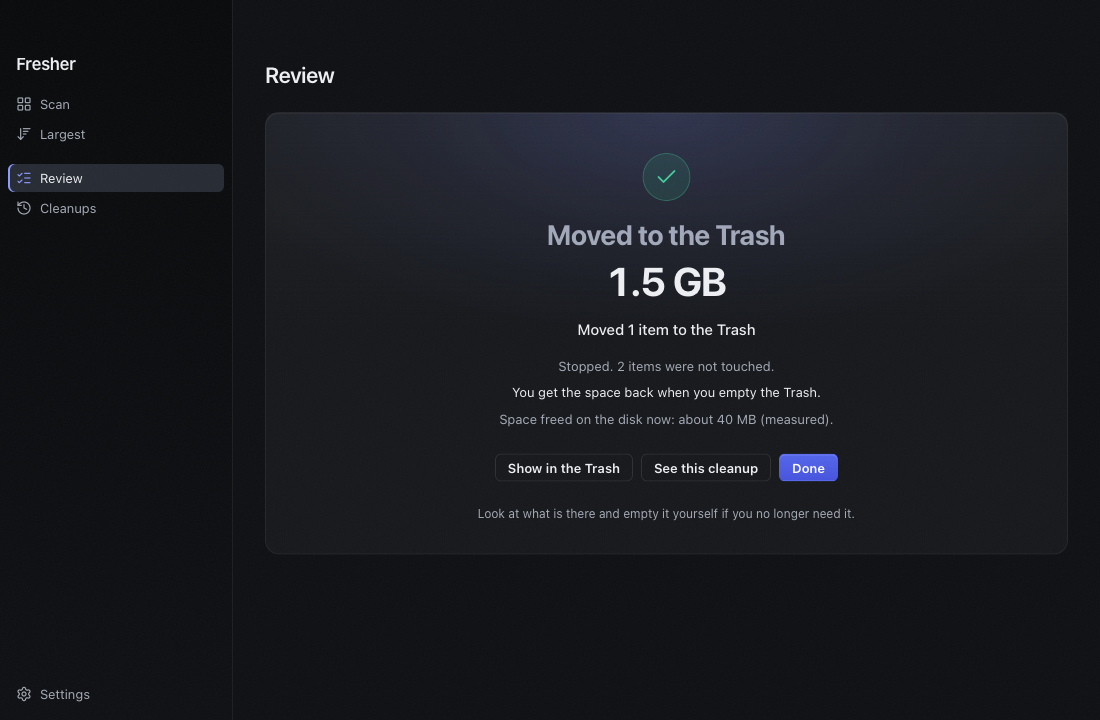 Fresher
Scan
Largest
Review
Cleanups
Settings
Review
Moved to the Trash
1.5 GB
Moved 1 item to the Trash
Stopped. 2 items were not touched.
You get the space back when you empty the Trash.
Space freed on the disk now: about 40 MB (measured).
Show in the Trash
See this cleanup
Done
Look at what is there and empty it yourself if you no longer need it.